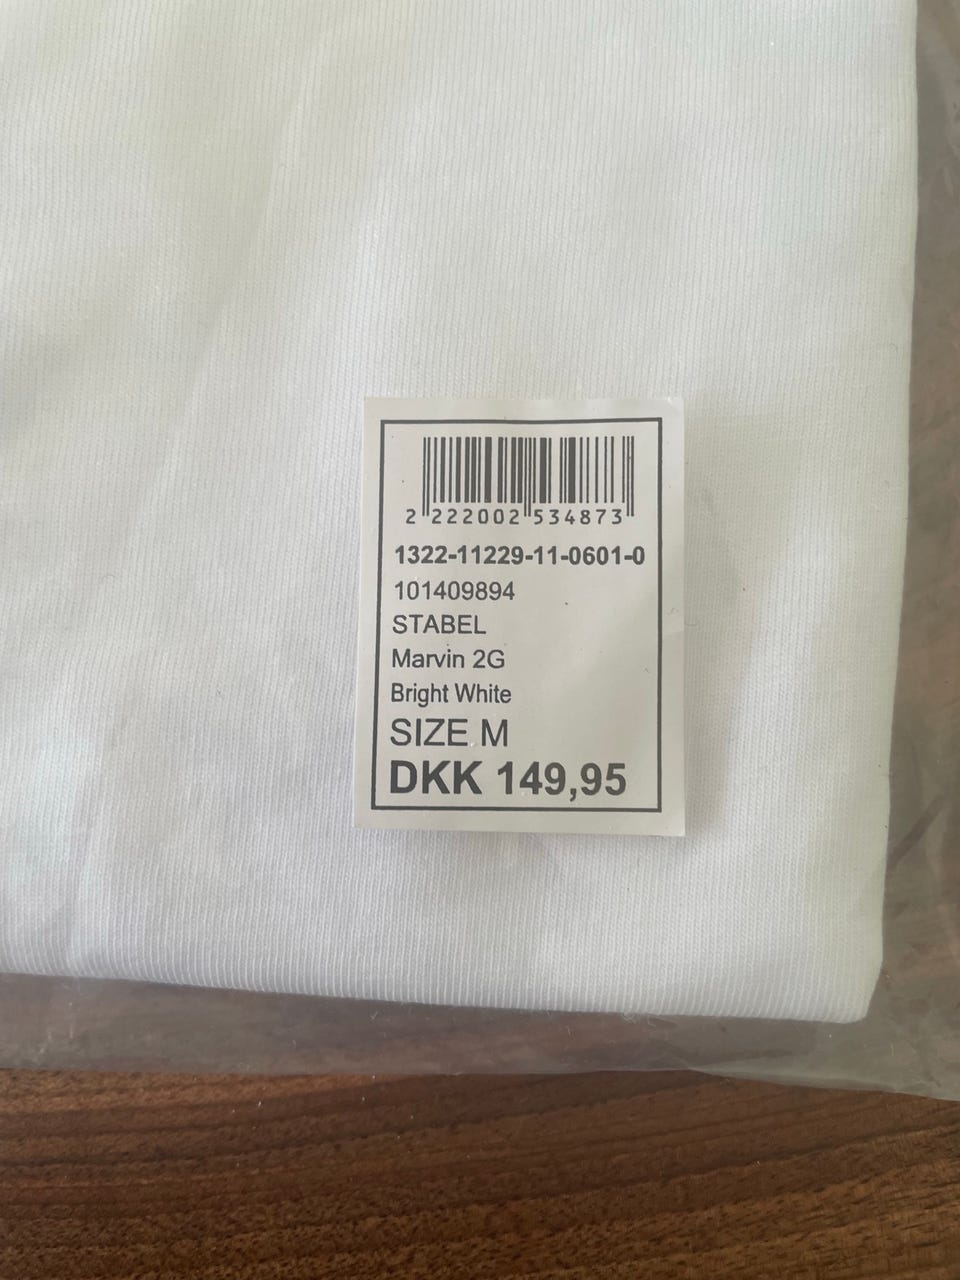 2 222002 534873
1322-11229-11-0601-0
101409894
STABEL
Marvin 2G
Bright White
SIZE M
DKK 149,95